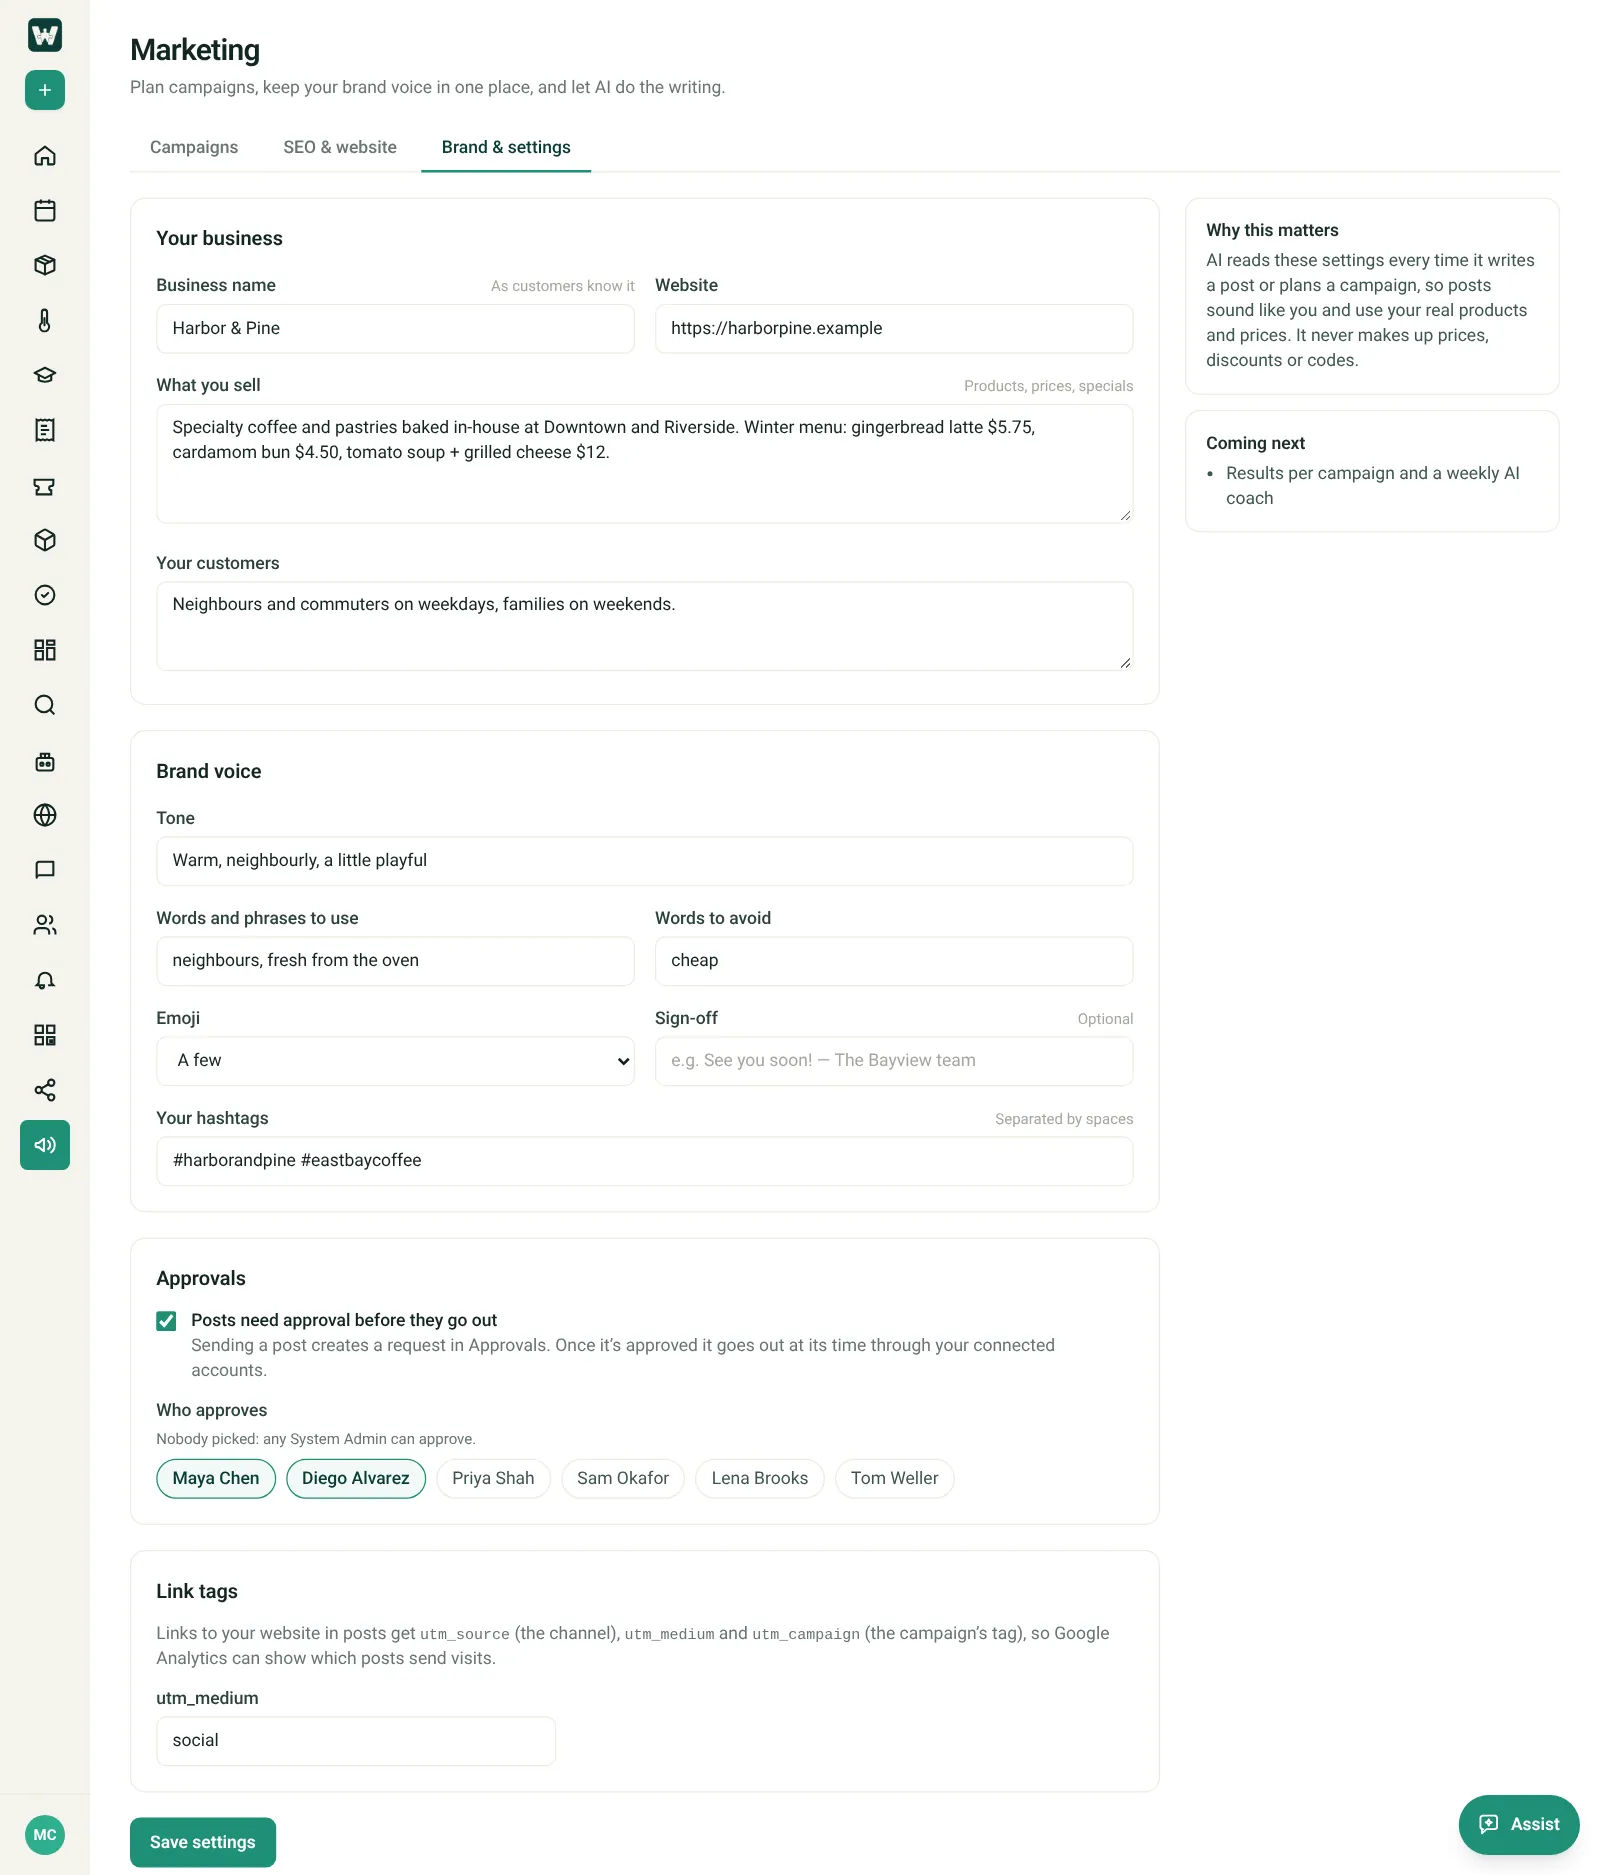 W
+
Marketing
Plan campaigns, keep your brand voice in one place, and let AI do the writing.
Campaigns
SEO & website
Brand & settings
Your business
Business name
As customers know it
Harbor & Pine
Website
https://harborpine.example
What you sell
Products, prices, specials
Specialty coffee and pastries baked in-house at Downtown and Riverside. Winter menu: gingerbread latte $5.75,
cardamom bun $4.50, tomato soup + grilled cheese $12.
Your customers
Neighbours and commuters on weekdays, families on weekends.
Why this matters
AI reads these settings every time it writes
a post or plans a campaign, so posts
sound like you and use your real products
and prices. It never makes up prices,
discounts or codes.
Coming next
• Results per campaign and a weekly AI
coach
Brand voice
Tone
Warm, neighbourly, a little playful
Words and phrases to use
neighbours, fresh from the oven
Words to avoid
cheap
Emoji
A few
Sign-off
Optional
e.g. See you soon! — The Bayview team
Your hashtags
Separated by spaces
#harborandpine #eastbaycoffee
Approvals
Posts need approval before they go out
Sending a post creates a request in Approvals. Once it’s approved it goes out at its time through your connected
accounts.
Who approves
Nobody picked: any System Admin can approve.
Maya Chen
Diego Alvarez
Priya Shah
Sam Okafor
Lena Brooks
Tom Weller
Link tags
Links to your website in posts get utm_source (the channel), utm_medium and utm_campaign (the campaign’s tag), so Google
Analytics can show which posts send visits.
utm_medium
social
Save settings
MC
Assist